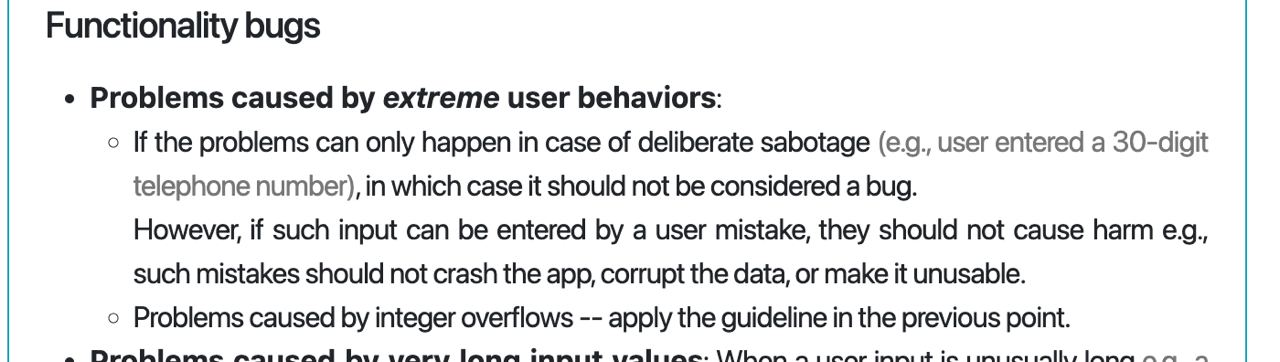 Functionality bugs
• Problems caused by extreme user behaviors:
○ If the problems can only happen in case of deliberate sabotage (e.g., user entered a 30-digit
telephone number), in which case it should not be considered a bug.
However, if such input can be entered by a user mistake, they should not cause harm e.g.,
such mistakes should not crash the app, corrupt the data, or make it unusable.
○ Problems caused by integer overflows -- apply the guideline in the previous point.
• Problems caused by very long input values: When a user input is unusually long e.g., a